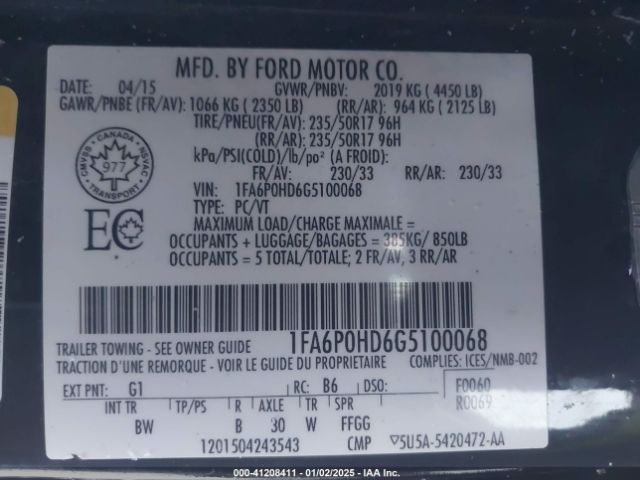 MFD. BY FORD MOTOR CO.
DATE: 04/15 GVWR/PNBV: 2019 KG ( 4450 LB)
GAWR/PNBE (FR/AV): 1066 KG ( 2350 LB) (RR/AR): 964 KG ( 2125 LB)
TIRE/PNEU(FR/AV): 235/50R17 96H
(RR/AR): 235/50R17 96H
kPa/PSI(COLD)/lb/po² (A FROID):
FR/AV: 230/33 RR/AR: 230/33
VIN: 1FA6P0HD6G5100068
TYPE: PC/VT
CANADA
CMVSS NSVAC
977
TRANSPORT
EC
MAXIMUM LOAD/CHARGE MAXIMALE =
OCCUPANTS + LUGGAGE/BAGAGES = 385KG/ 850LB
OCCUPANTS = 5 TOTAL/TOTALE; 2 FR/AV, 3 RR/AR
1FA6P0HD6G5100068
TRAILER TOWING - SEE OWNER GUIDE
TRACTION D'UNE REMORQUE - VOIR LE GUIDE DU PROPRIETAIRE COMPLIES: ICES/NMB-002
EXT PNT: G1 RC: B6 DSO: F0060
R0069
INT TR TP/PS R AXLE TR SPR
BW B 30 W FFGG
1201504243543 CMP ▽5U5A-5420472-AA
000-41208411 - 01/02/2025 - IAA Inc.